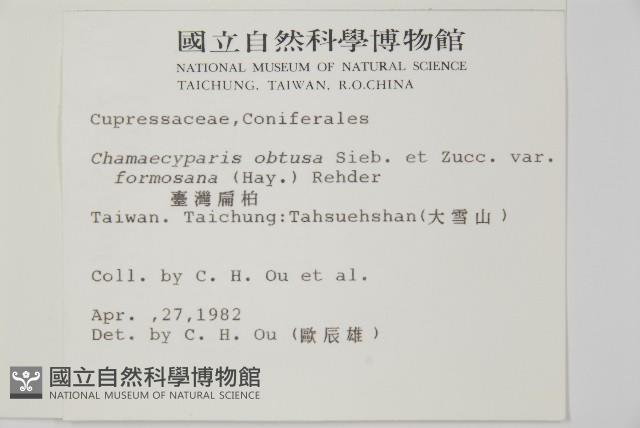 國立自然科學博物館
NATIONAL MUSEUM OF NATURAL SCIENCE
TAICHUNG, TAIWAN, R.O.CHINA
Cupressaceae,Coniferales
Chamaecyparis obtusa Sieb. et Zucc. var.
formosana (Hay.) Rehder
臺灣扁柏
Taiwan. Taichung:Tahsuehshan(大雪山)
Coll. by C. H. Ou et al.
Apr. ,27,1982
Det. by C. H. Ou (歐辰雄)
國立自然科學博物館
NATIONAL MUSEUM OF NATURAL SCIENCE